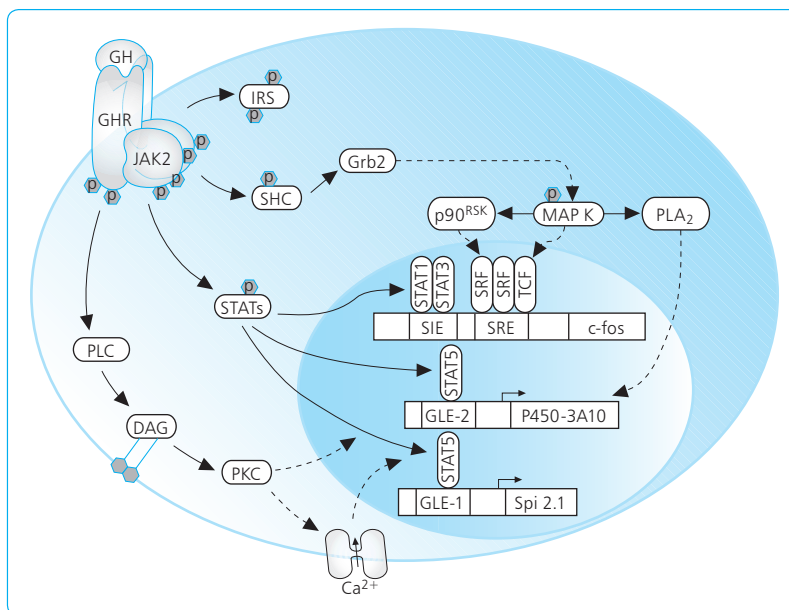 GH
GHR
JAK2
p
p
p
p
p
p
IRS
p
p
SHC
p
Grb2
p90RSK
MAP K
p
PLA2
STATs
p
STAT1
STAT3
SRF
SRF
TCF
SIE
SRE
c-fos
PLC
STAT5
GLE-2
P450-3A10
DAG
STAT5
PKC
GLE-1
Spi 2.1
Ca2+